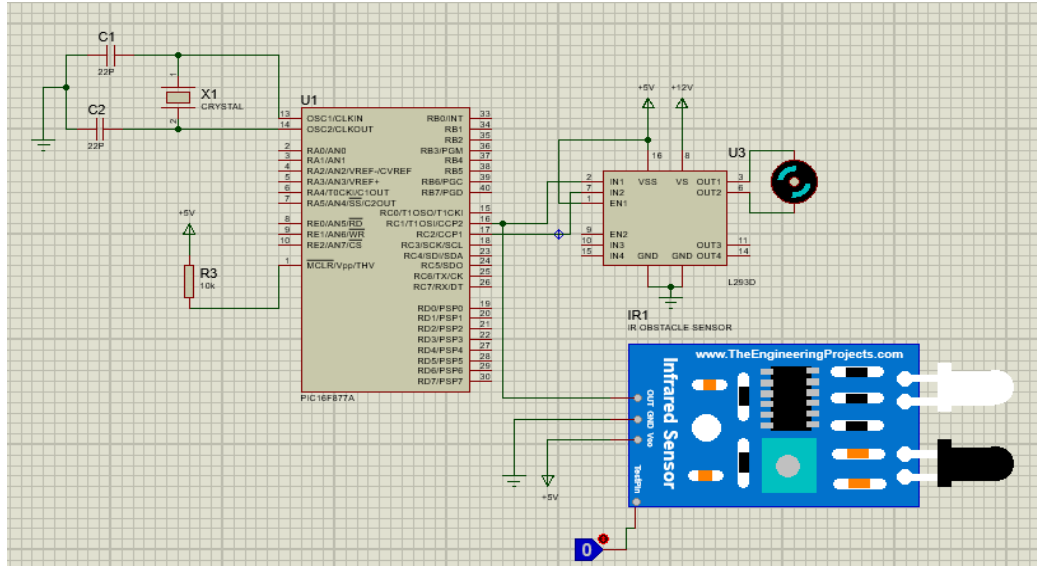 C1
22P
X1
CRYSTAL
1
2
C2
22P
U1
13 OSC1/CLKIN
14 OSC2/CLKOUT
2 RA0/AN0
3 RA1/AN1
4 RA2/AN2/VREF-/CVREF
5 RA3/AN3/VREF+
6 RA4/T0CKI/C1OUT
7 RA5/AN4/SS/C2OUT
8 RE0/AN5/RD
9 RE1/AN6/WR
10 RE2/AN7/CS
1 MCLR/Vpp/THV
RB0/INT 33
RB1 34
RB2 35
RB3/PGM 36
RB4 37
RB5 38
RB6/PGC 39
RB7/PGD 40
RC0/T1OSO/T1CKI 15
RC1/T1OSI/CCP2 16
RC2/CCP1 17
RC3/SCK/SCL 18
RC4/SDI/SDA 23
RC5/SDO 24
RC6/TX/CK 25
RC7/RX/DT 26
RD0/PSP0 19
RD1/PSP1 20
RD2/PSP2 21
RD3/PSP3 22
RD4/PSP4 27
RD5/PSP5 28
RD6/PSP6 29
RD7/PSP7 30
PIC16F877A
+5V
R3
10k
+5V
+12V
U3
16
8
2 IN1
7 IN2
1 EN1
9 EN2
10 IN3
15 IN4
VSS
VS
OUT1 3
OUT2 6
OUT3 11
OUT4 14
GND
GND
L293D
IR1
IR OBSTACLE SENSOR
www.TheEngineeringProjects.com
Infrared Sensor
OUT
GND
Vcc
TestPin
+5V
0